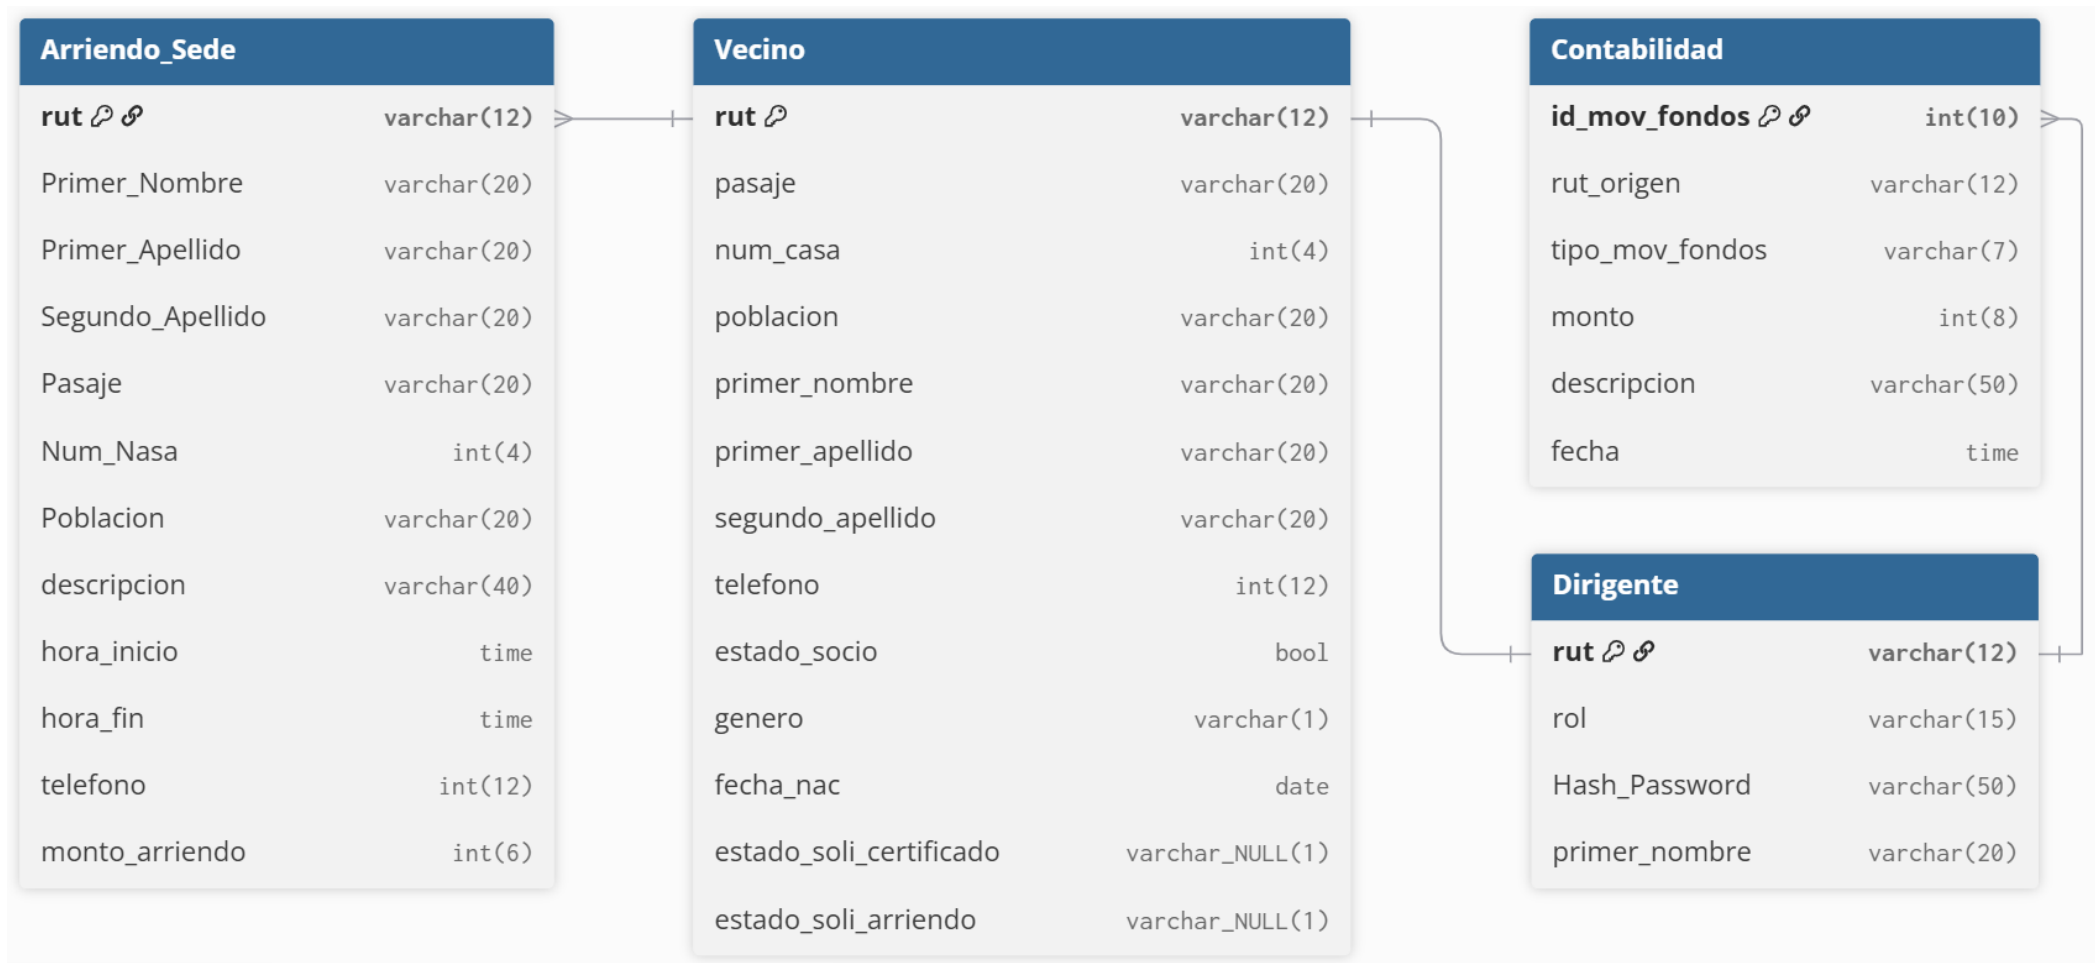 Arriendo_Sede
rut varchar(12)
Primer_Nombre varchar(20)
Primer_Apellido varchar(20)
Segundo_Apellido varchar(20)
Pasaje varchar(20)
Num_Nasa int(4)
Poblacion varchar(20)
descripcion varchar(40)
hora_inicio time
hora_fin time
telefono int(12)
monto_arriendo int(6)
Vecino
rut varchar(12)
pasaje varchar(20)
num_casa int(4)
poblacion varchar(20)
primer_nombre varchar(20)
primer_apellido varchar(20)
segundo_apellido varchar(20)
telefono int(12)
estado_socio bool
genero varchar(1)
fecha_nac date
estado_soli_certificado varchar_NULL(1)
estado_soli_arriendo varchar_NULL(1)
Contabilidad
id_mov_fondos int(10)
rut_origen varchar(12)
tipo_mov_fondos varchar(7)
monto int(8)
descripcion varchar(50)
fecha time
Dirigente
rut varchar(12)
rol varchar(15)
Hash_Password varchar(50)
primer_nombre varchar(20)